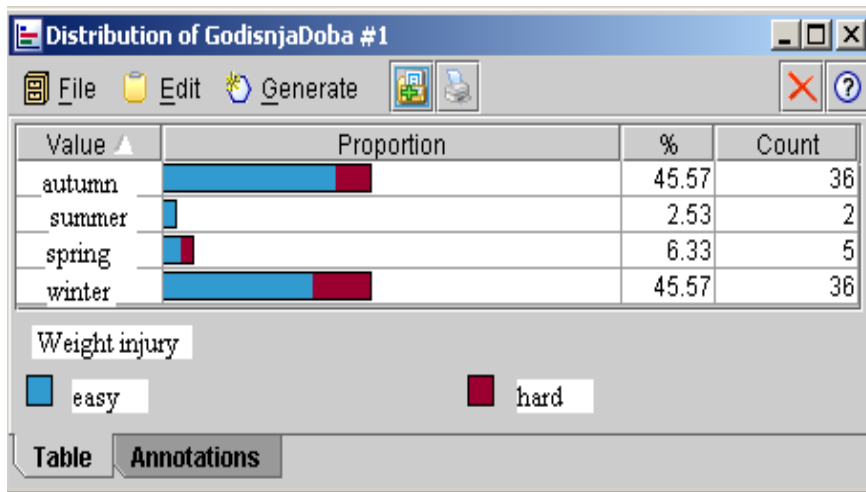 Distribution of GodisnjaDoba #1
File Edit Generate
Value Proportion % Count
autumn 45.57 36
summer 2.53 2
spring 6.33 5
winter 45.57 36
Weight injury
easy hard
Table Annotations